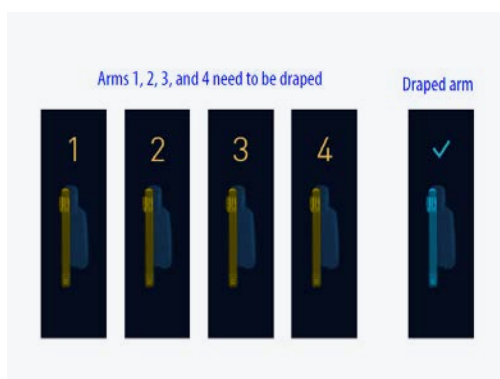 Arms 1, 2, 3, and 4 need to be draped
Draped arm
1 2 3 4